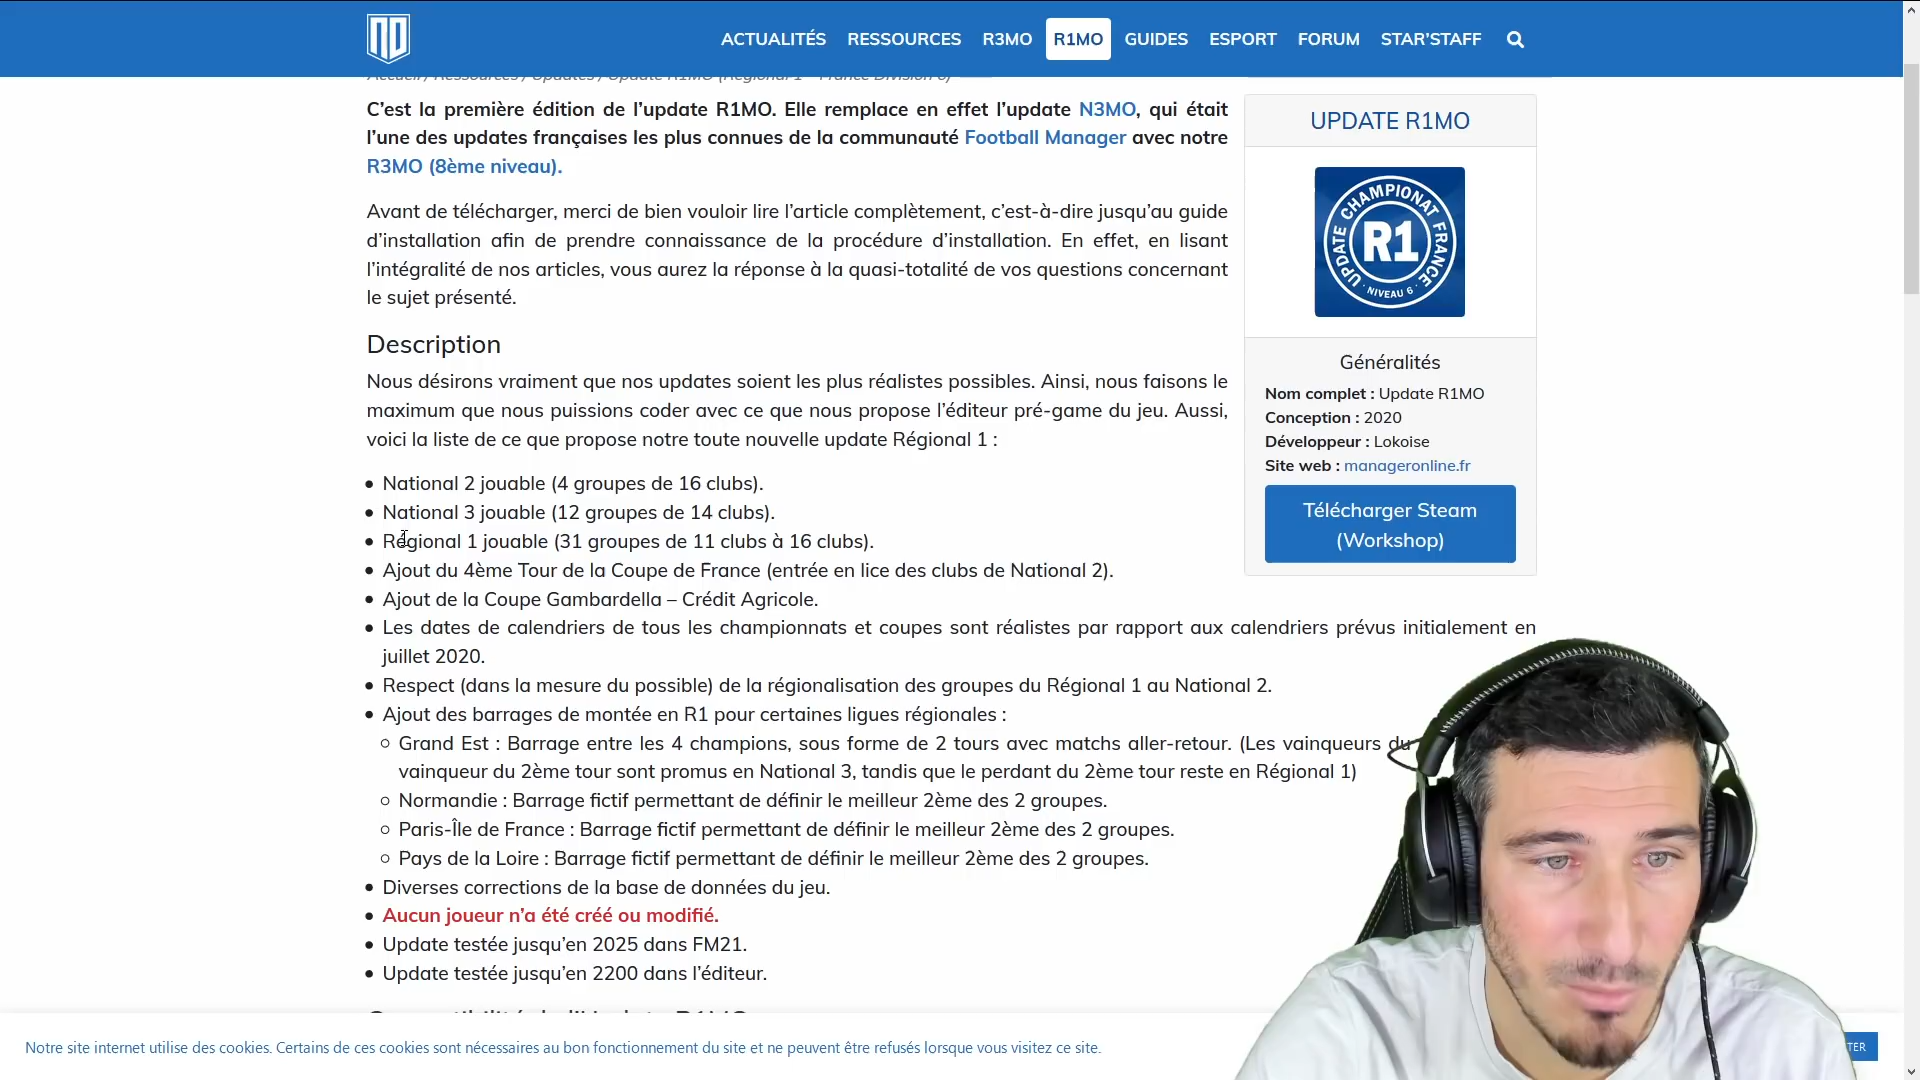 ACTUALITÉS RESSOURCES R3MO R1MO GUIDES ESPORT FORUM STAR’STAFF
Accueil / Ressources / Updates / Update R1MO (Régional 1 – France Division 6)
C’est la première édition de l’update R1MO. Elle remplace en effet l’update N3MO, qui était
l’une des updates françaises les plus connues de la communauté Football Manager avec notre
R3MO (8ème niveau).
Avant de télécharger, merci de bien vouloir lire l’article complètement, c’est-à-dire jusqu’au guide
d’installation afin de prendre connaissance de la procédure d’installation. En effet, en lisant
l’intégralité de nos articles, vous aurez la réponse à la quasi-totalité de vos questions concernant
le sujet présenté.
Description
Nous désirons vraiment que nos updates soient les plus réalistes possibles. Ainsi, nous faisons le
maximum que nous puissions coder avec ce que nous propose l’éditeur pré-game du jeu. Aussi,
voici la liste de ce que propose notre toute nouvelle update Régional 1 :
• National 2 jouable (4 groupes de 16 clubs).
• National 3 jouable (12 groupes de 14 clubs).
• Régional 1 jouable (31 groupes de 11 clubs à 16 clubs).
• Ajout du 4ème Tour de la Coupe de France (entrée en lice des clubs de National 2).
• Ajout de la Coupe Gambardella – Crédit Agricole.
• Les dates de calendriers de tous les championnats et coupes sont réalistes par rapport aux calendriers prévus initialement en
juillet 2020.
• Respect (dans la mesure du possible) de la régionalisation des groupes du Régional 1 au National 2.
• Ajout des barrages de montée en R1 pour certaines ligues régionales :
○ Grand Est : Barrage entre les 4 champions, sous forme de 2 tours avec matchs aller-retour. (Les vainqueurs du
vainqueur du 2ème tour sont promus en National 3, tandis que le perdant du 2ème tour reste en Régional 1)
○ Normandie : Barrage fictif permettant de définir le meilleur 2ème des 2 groupes.
○ Paris-Île de France : Barrage fictif permettant de définir le meilleur 2ème des 2 groupes.
○ Pays de la Loire : Barrage fictif permettant de définir le meilleur 2ème des 2 groupes.
• Diverses corrections de la base de données du jeu.
• Aucun joueur n’a été créé ou modifié.
• Update testée jusqu’en 2025 dans FM21.
• Update testée jusqu’en 2200 dans l’éditeur.
UPDATE R1MO
UPDATE CHAMPIONAT FRANCE
R1
· NIVEAU 6 ·
Généralités
Nom complet : Update R1MO
Conception : 2020
Développeur : Lokoise
Site web : manageronline.fr
Télécharger Steam
(Workshop)
Notre site internet utilise des cookies. Certains de ces cookies sont nécessaires au bon fonctionnement du site et ne peuvent être refusés lorsque vous visitez ce site.
TER